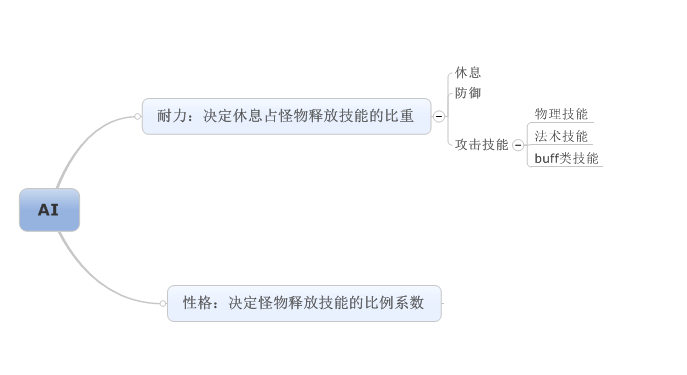 AI
耐力：决定休息占怪物释放技能的比重
休息
防御
攻击技能
物理技能
法术技能
buff类技能
性格：决定怪物释放技能的比例系数